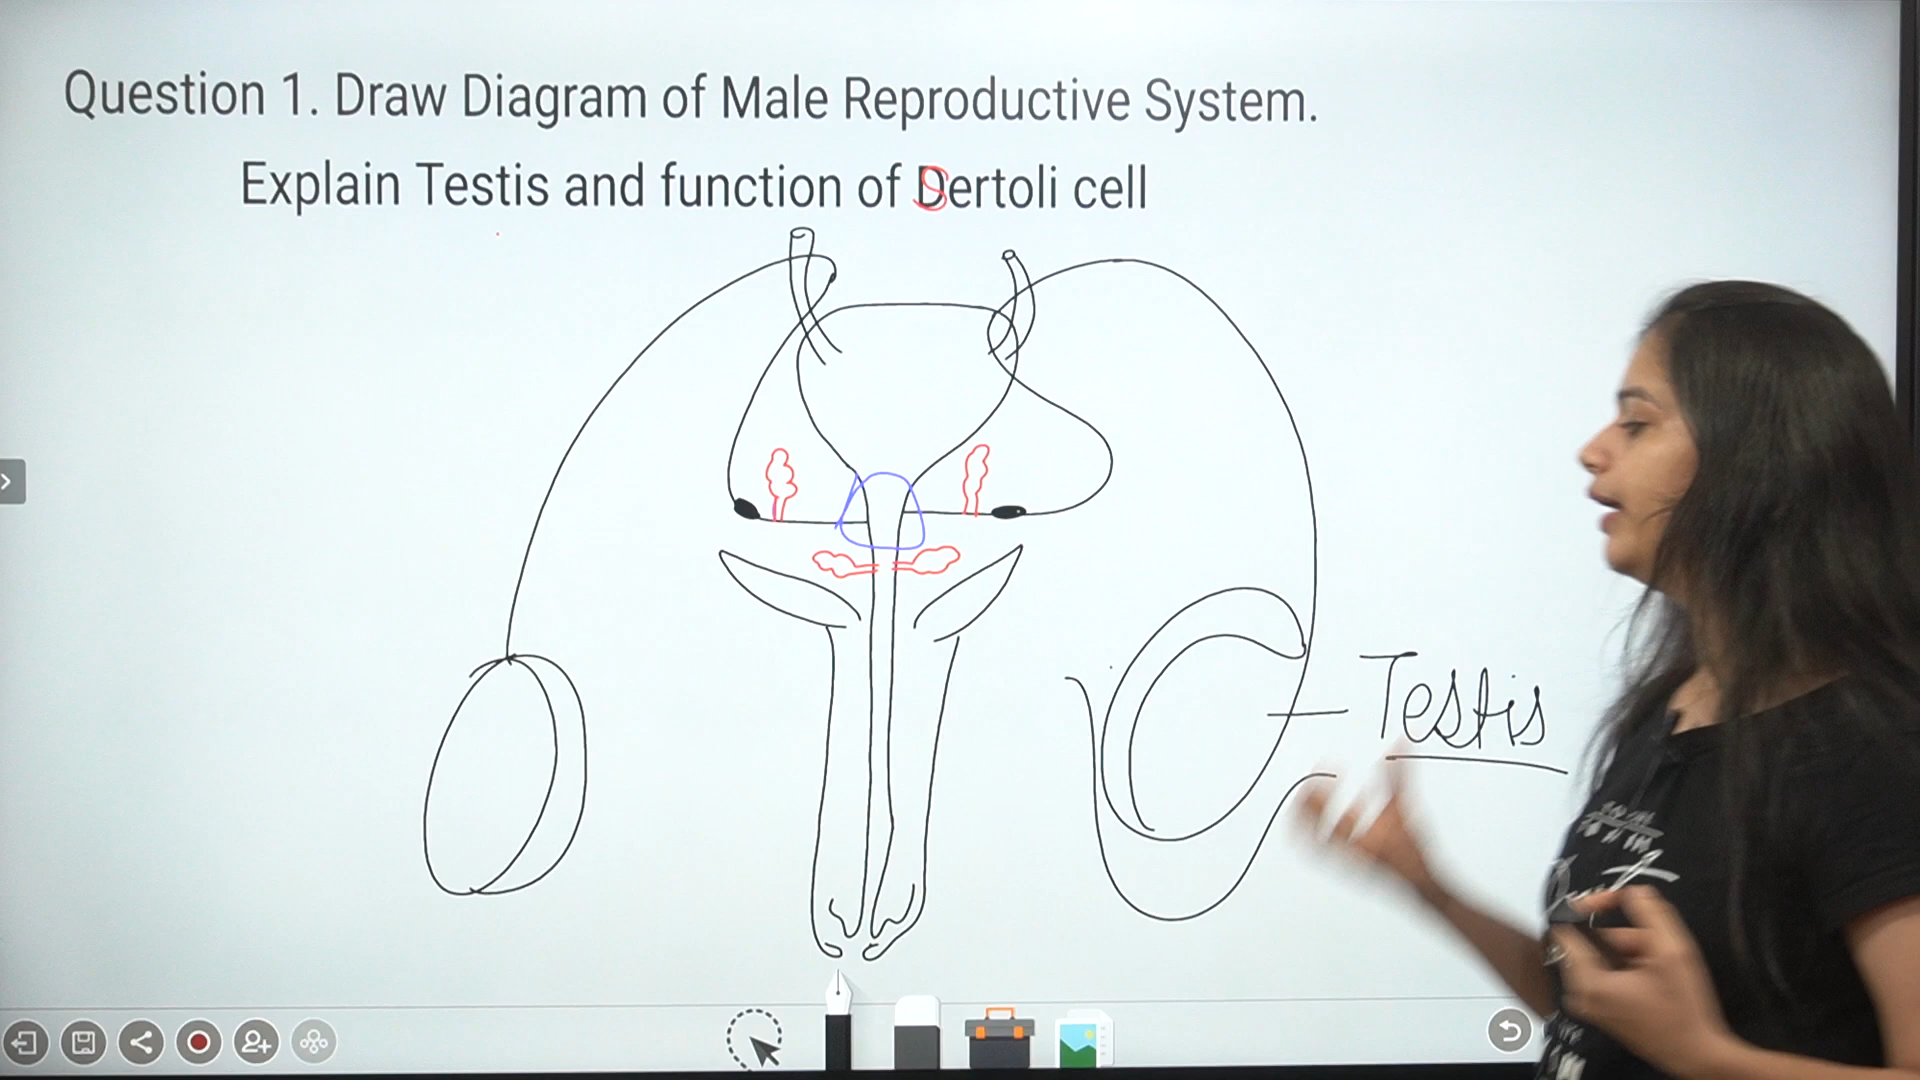 Question 1. Draw Diagram of Male Reproductive System.
Explain Testis and function of Sertoli cell
Testis